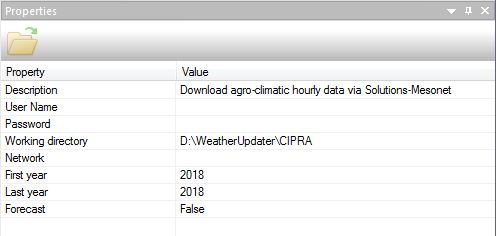 Properties
Property Value
Description Download agro-climatic hourly data via Solutions-Mesonet
User Name
Password
Working directory D:\WeatherUpdater\CIPRA
Network
First year 2018
Last year 2018
Forecast False